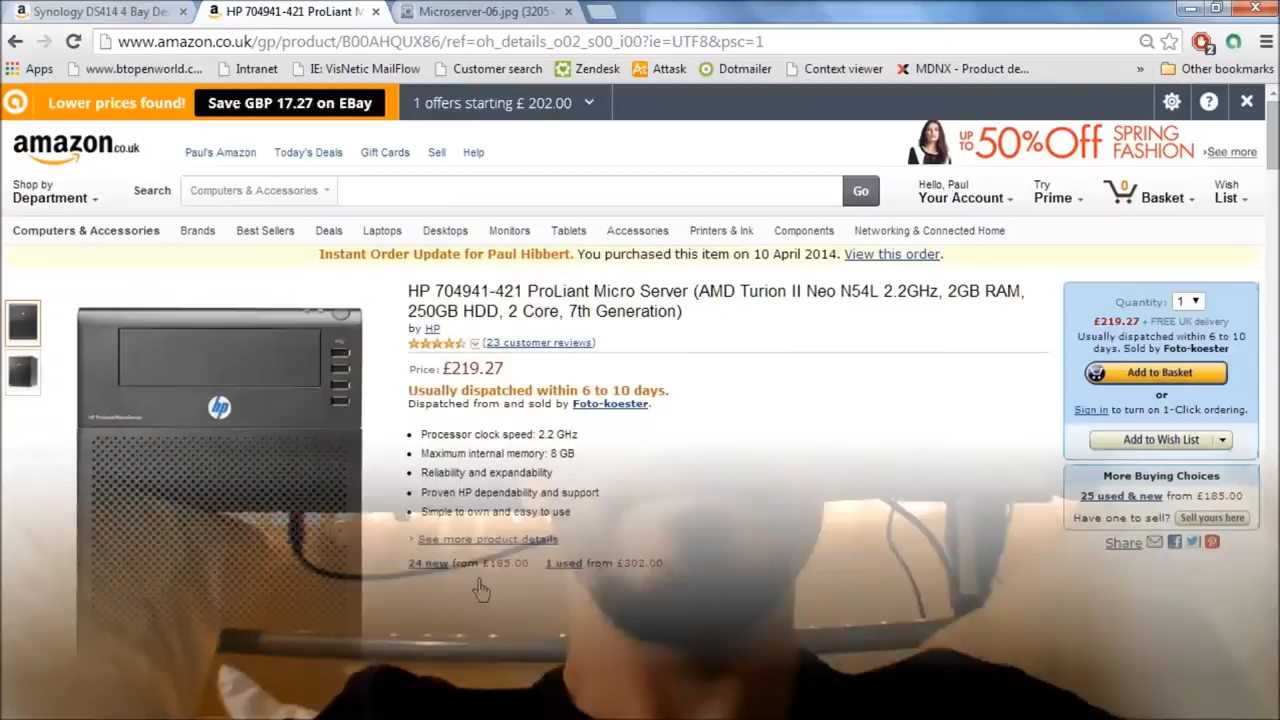 Synology DS414 4 Bay De
HP 704941-421 ProLiant M
Microserver-06.jpg (3205×
www.amazon.co.uk/gp/product/B00AHQUX86/ref=oh_details_o02_s00_i00?ie=UTF8&psc=1
2
Apps www.btopenworld.c... Intranet IE: VisNetic MailFlow Customer search Zendesk Attask Dotmailer Context viewer MDNX - Product de... » Other bookmarks
Lower prices found! Save GBP 17.27 on EBay 1 offers starting £ 202.00
amazon.co.uk
Paul's Amazon Today's Deals Gift Cards Sell Help
UP TO 50% Off SPRING FASHION See more
Shop by Department
Search Computers & Accessories Go
Hello, Paul
Your Account
Try Prime
0 Basket
Wish List
Computers & Accessories Brands Best Sellers Deals Laptops Desktops Monitors Tablets Accessories Printers & Ink Components Networking & Connected Home
Instant Order Update for Paul Hibbert. You purchased this item on 10 April 2014. View this order.
HP 704941-421 ProLiant Micro Server (AMD Turion II Neo N54L 2.2GHz, 2GB RAM,
250GB HDD, 2 Core, 7th Generation)
by HP
(23 customer reviews)
Price: £219.27
Usually dispatched within 6 to 10 days.
Dispatched from and sold by Foto-koester.
Processor clock speed: 2.2 GHz
Maximum internal memory: 8 GB
Reliability and expandability
Proven HP dependability and support
Simple to own and easy to use
See more product details
24 new from £185.00 1 used from £302.00
hp
Quantity: 1
£219.27 + FREE UK delivery
Usually dispatched within 6 to 10
days. Sold by Foto-koester
Add to Basket
or
Sign in to turn on 1-Click ordering.
Add to Wish List
More Buying Choices
25 used & new from £185.00
Have one to sell? Sell yours here
Share